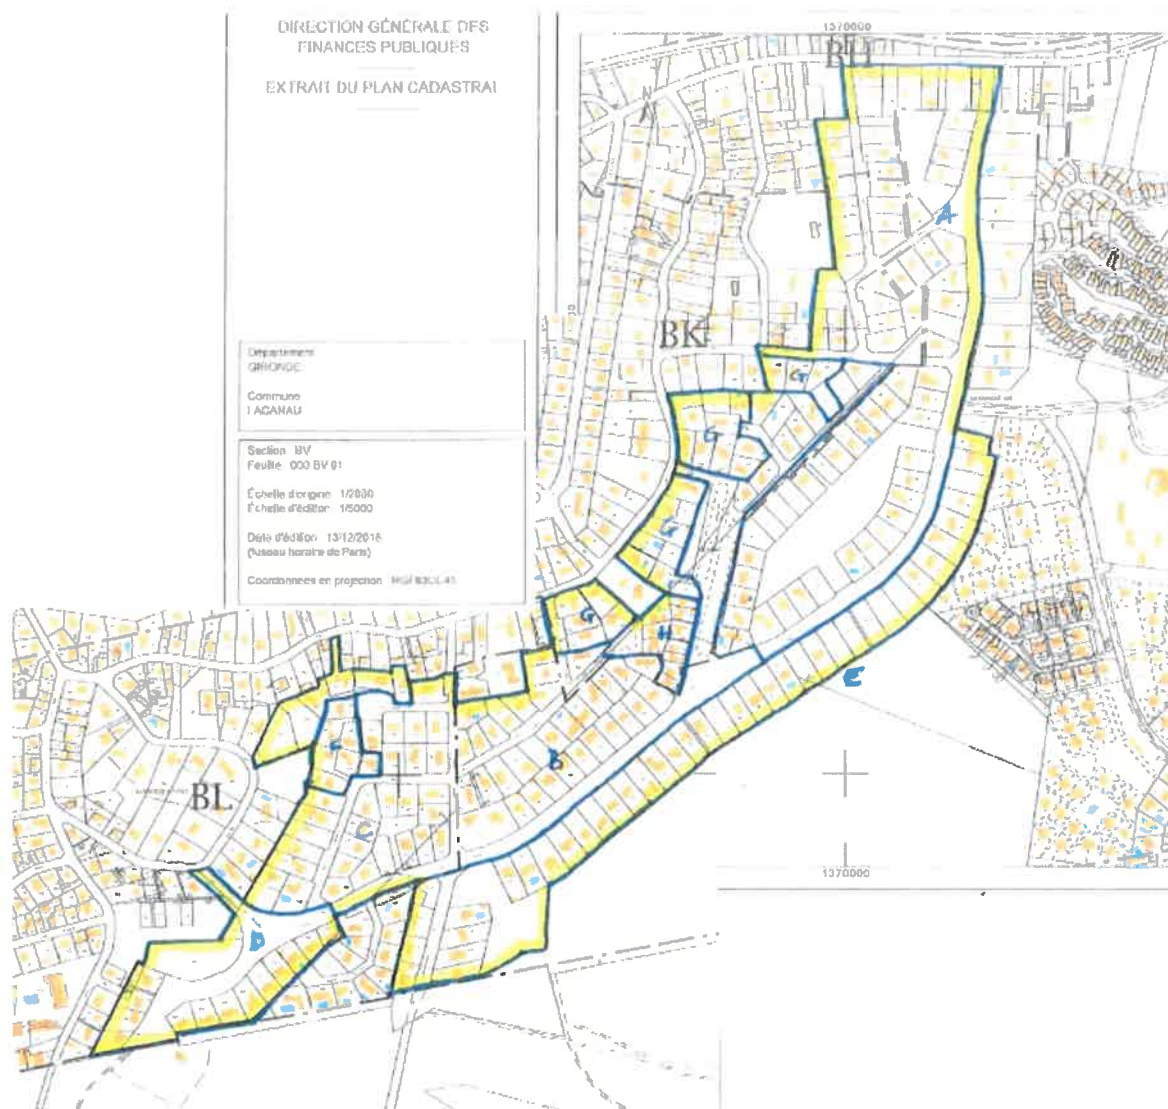 DIRECTION GÉNÉRALE DES
FINANCES PUBLIQUES
EXTRAIT DU PLAN CADASTRAL
Département
GIRONDE
Commune
LACANAU
Section : BV
Feuille : 000 BV 01
Échelle d'origine : 1/2000
Échelle d'édition : 1/5000
Date d'édition : 13/12/2016
(fuseau horaire de Paris)
Coordonnées en projection :
1370000
BH
N
A
BK
G
G
G
G
H
E
B
BL
C
1370000
D